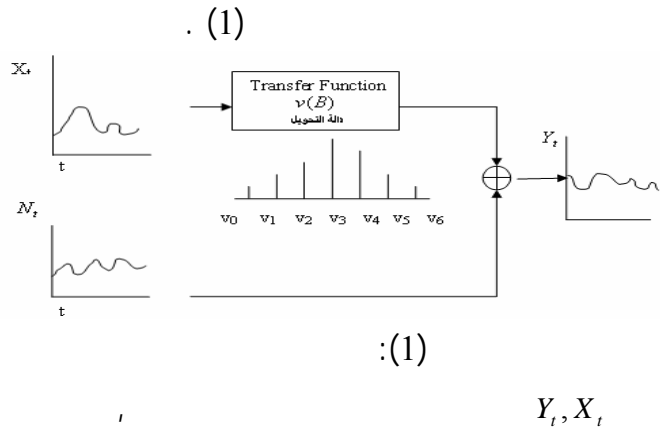 . (1)
Xt
t
Transfer Function
v(B)
دالة التحويل
v0 v1 v2 v3 v4 v5 v6
Yt
t
Nt
t
:(1)
Yt , Xt